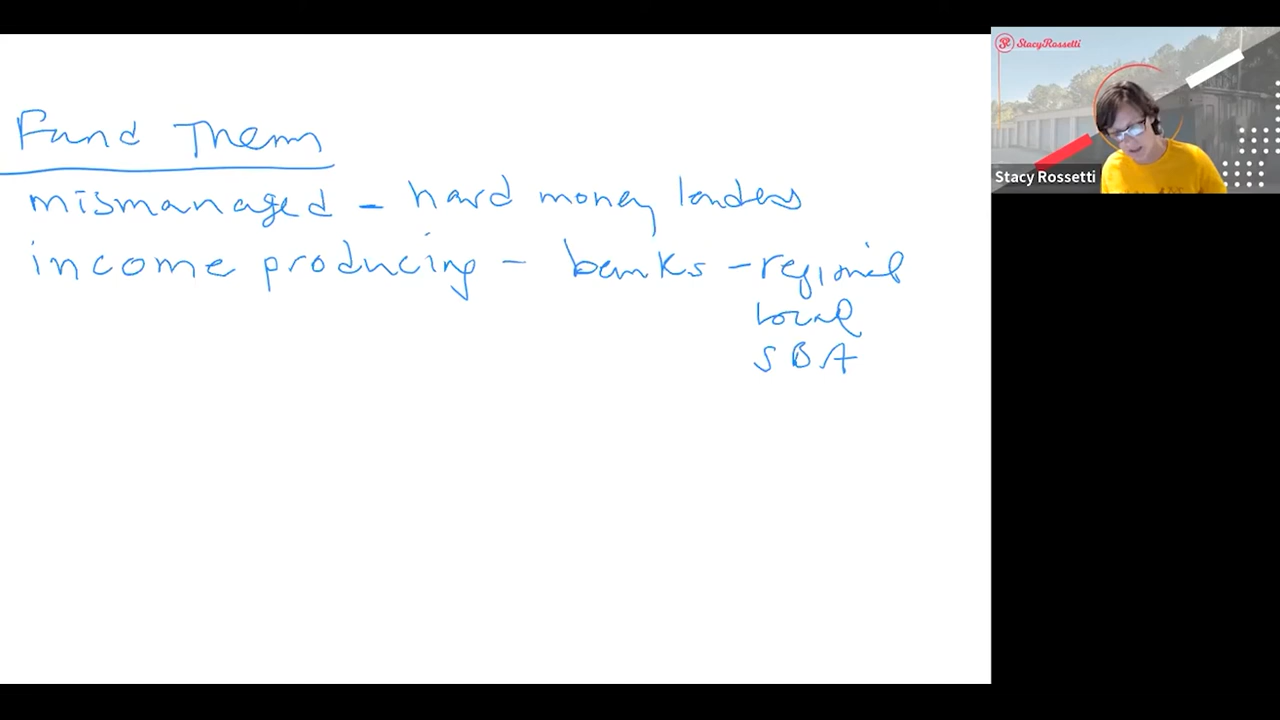 Fund Them
mismanaged - hard money lenders
income producing - banks - regional
local
SBA
StacyRossetti
Stacy Rossetti